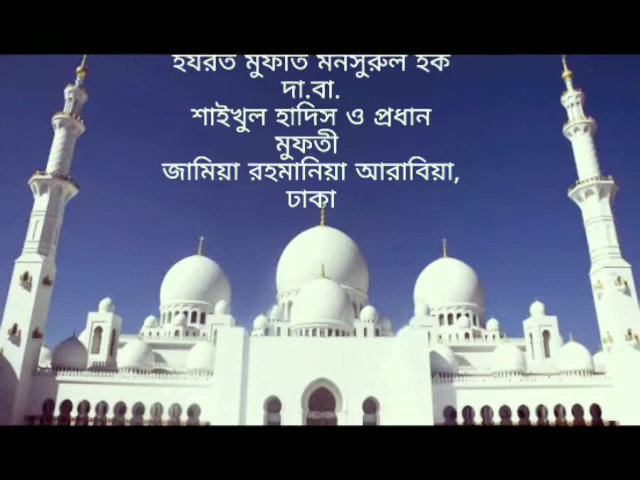 হযরত মুফতি মনসুরুল হক
দা.বা.
শাইখুল হাদিস ও প্রধান
মুফতী
জামিয়া রহমানিয়া আরাবিয়া,
ঢাকা